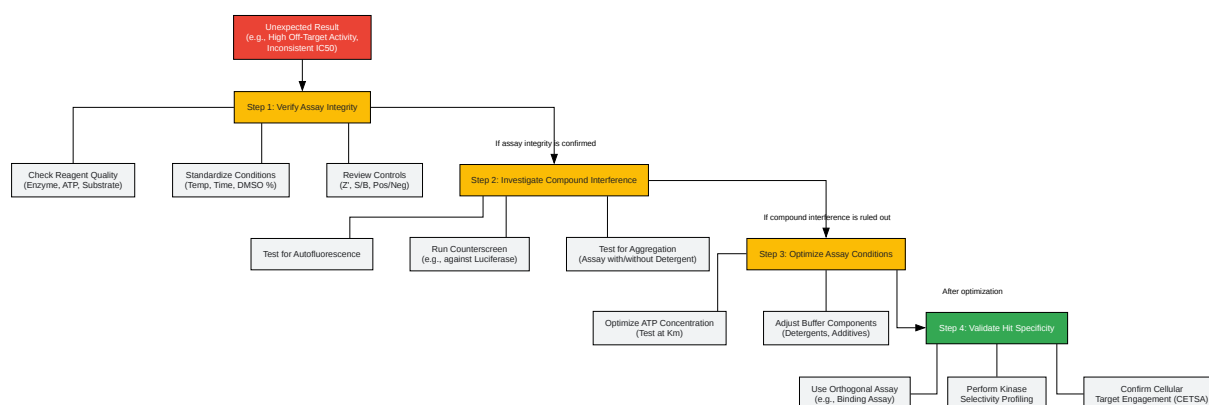 Unexpected Result
(e.g., High Off-Target Activity,
Inconsistent IC50)
Step 1: Verify Assay Integrity
If assay integrity is confirmed
Check Reagent Quality
(Enzyme, ATP, Substrate)
Standardize Conditions
(Temp, Time, DMSO %)
Review Controls
(Z', S/B, Pos/Neg)
Step 2: Investigate Compound Interference
If compound interference is ruled out
Test for Autofluorescence
Run Counterscreen
(e.g., against Luciferase)
Test for Aggregation
(Assay with/without Detergent)
Step 3: Optimize Assay Conditions
After optimization
Optimize ATP Concentration
(Test at Km)
Adjust Buffer Components
(Detergents, Additives)
Step 4: Validate Hit Specificity
Use Orthogonal Assay
(e.g., Binding Assay)
Perform Kinase
Selectivity Profiling
Confirm Cellular
Target Engagement (CETSA)